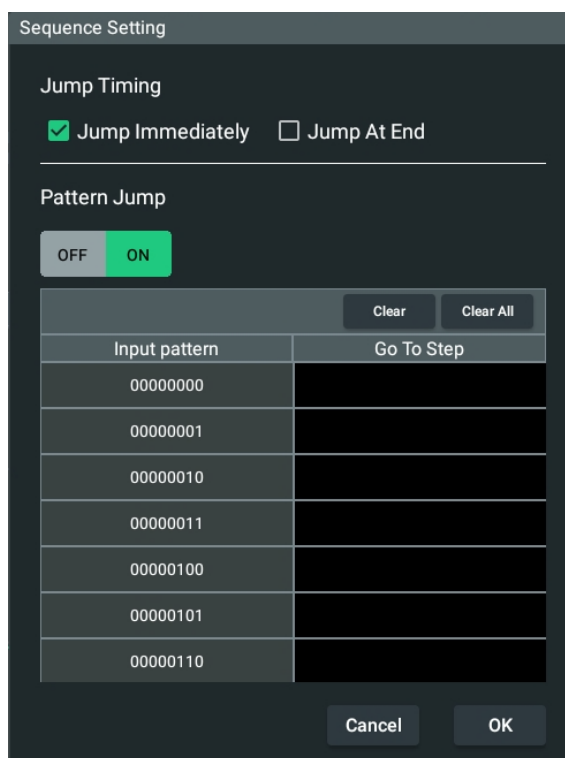 Sequence Setting
Jump Timing
Jump Immediately Jump At End
Pattern Jump
OFF ON
Clear Clear All
Input pattern Go To Step
00000000
00000001
00000010
00000011
00000100
00000101
00000110
Cancel OK